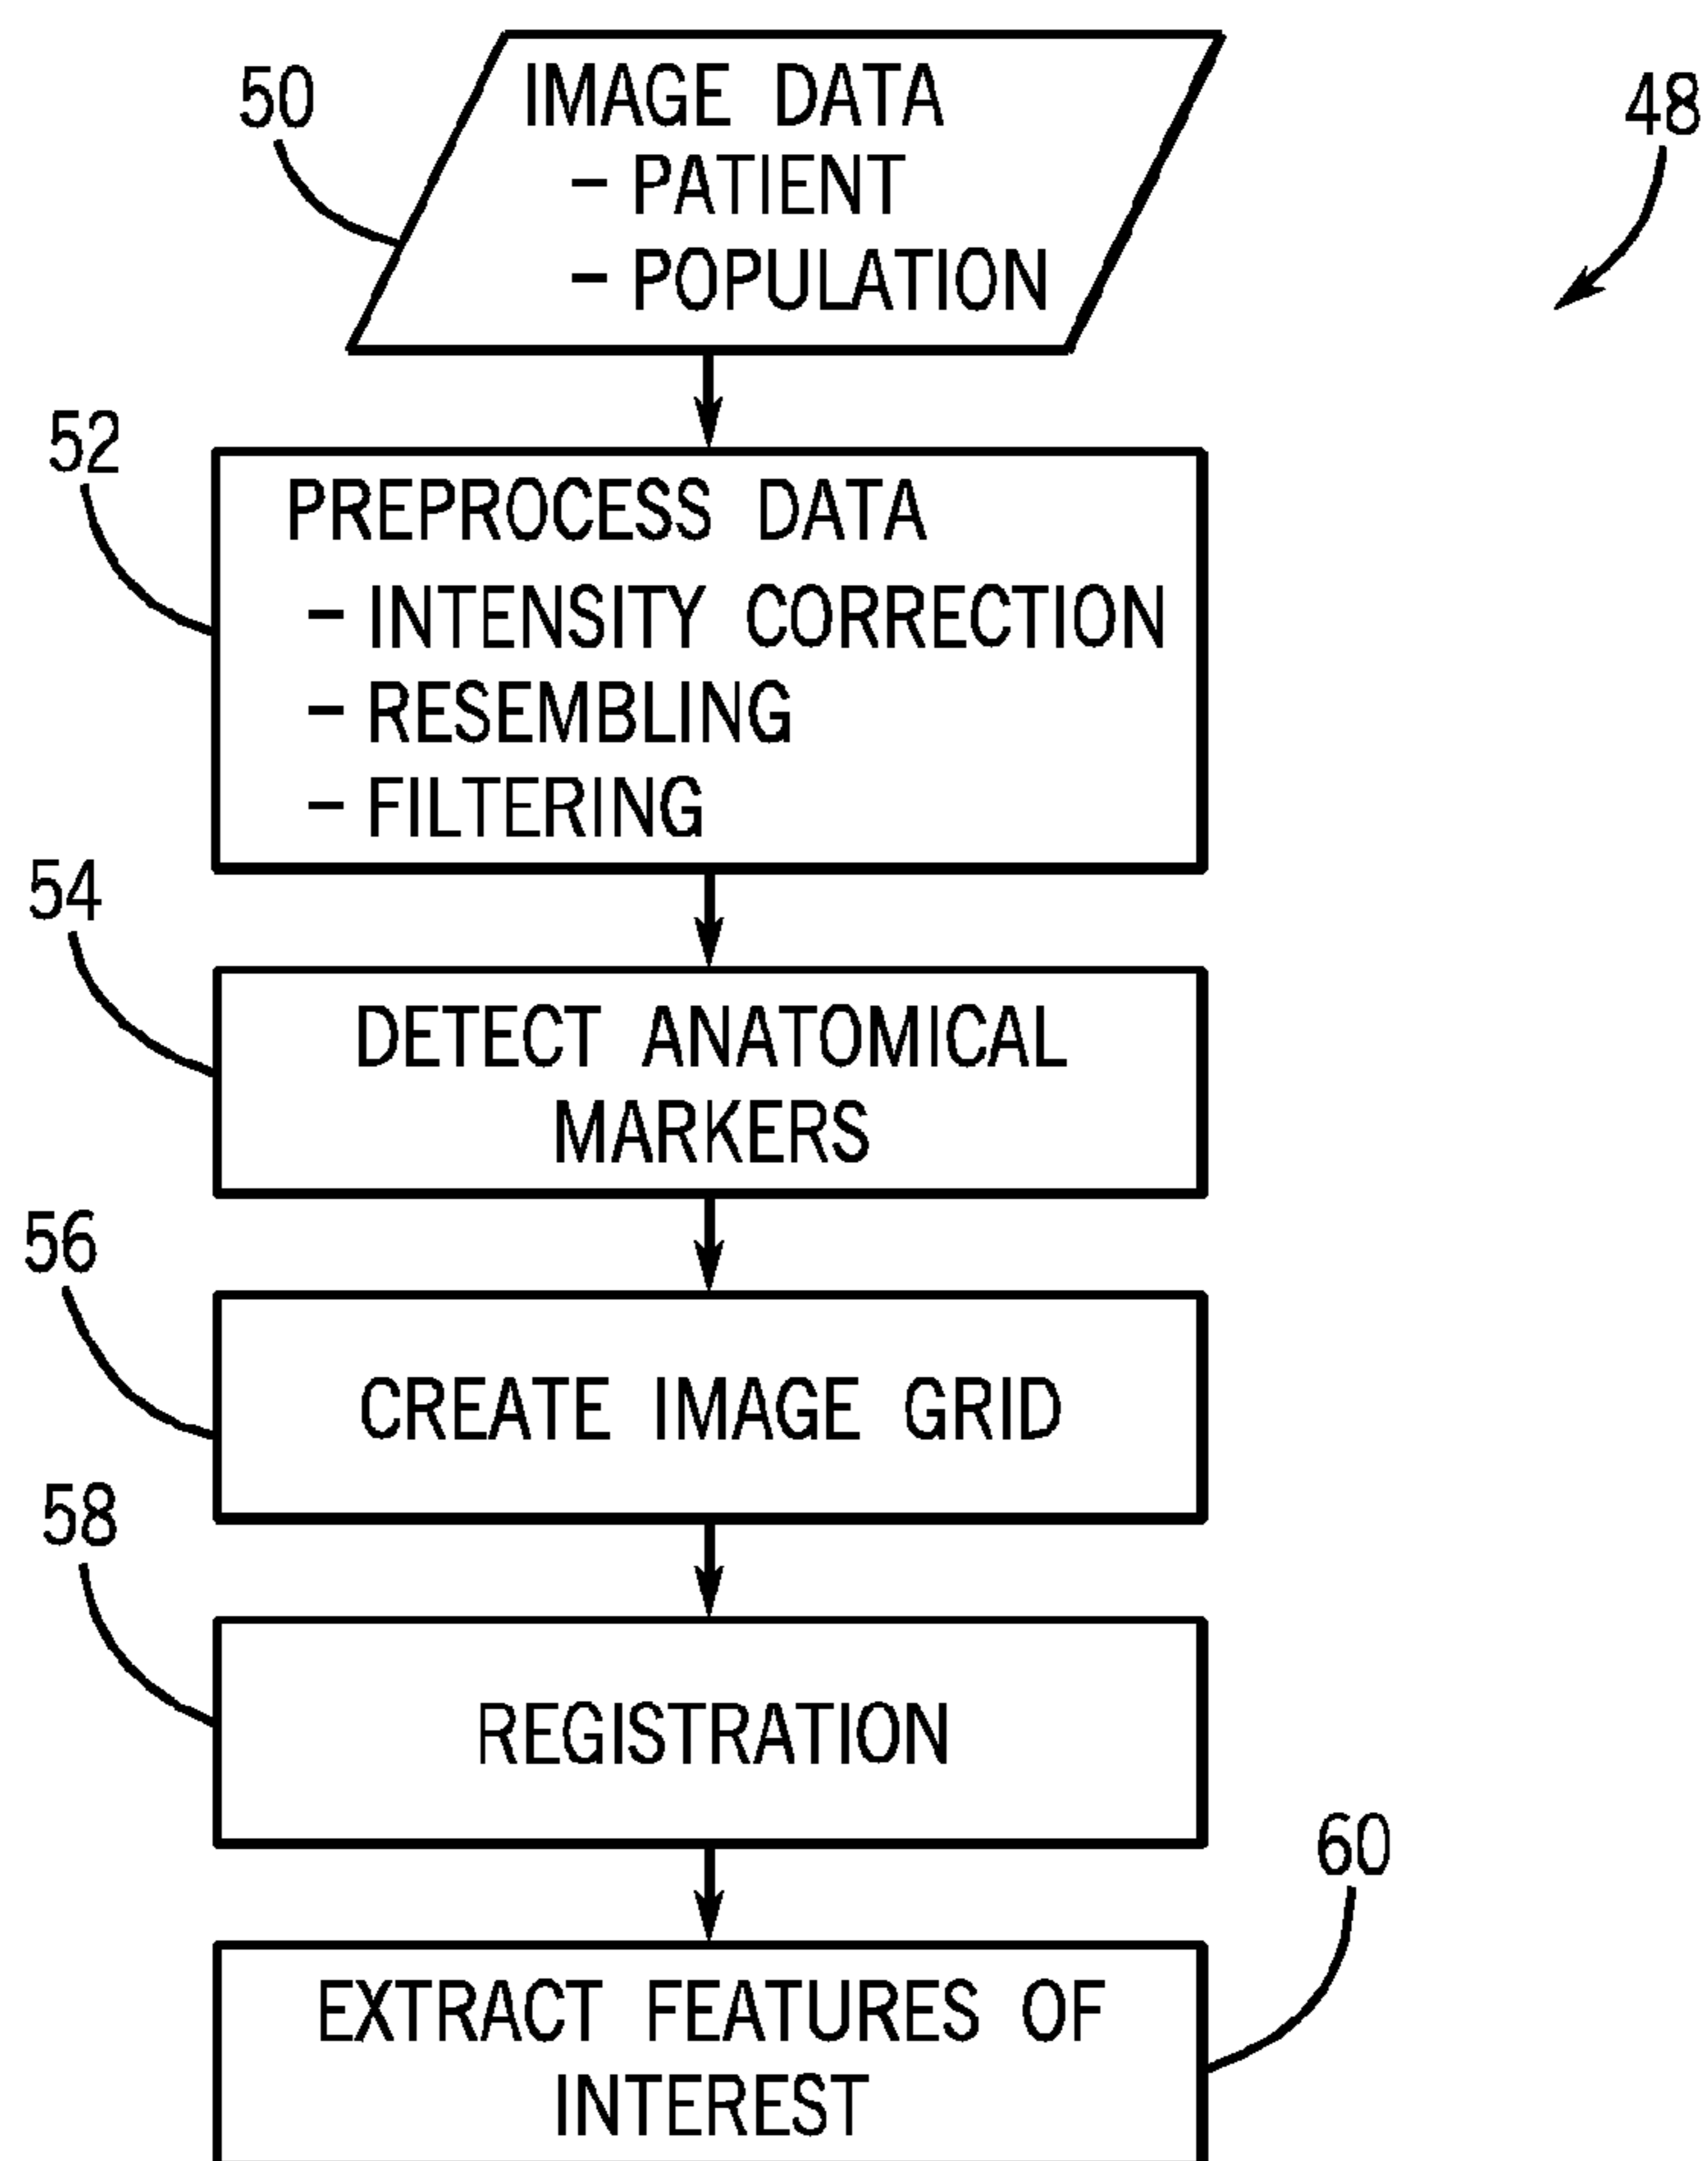 50
IMAGE DATA
- PATIENT
- POPULATION
48
52
PREPROCESS DATA
- INTENSITY CORRECTION
- RESEMBLING
- FILTERING
54
DETECT ANATOMICAL
MARKERS
56
CREATE IMAGE GRID
58
REGISTRATION
60
EXTRACT FEATURES OF
INTEREST